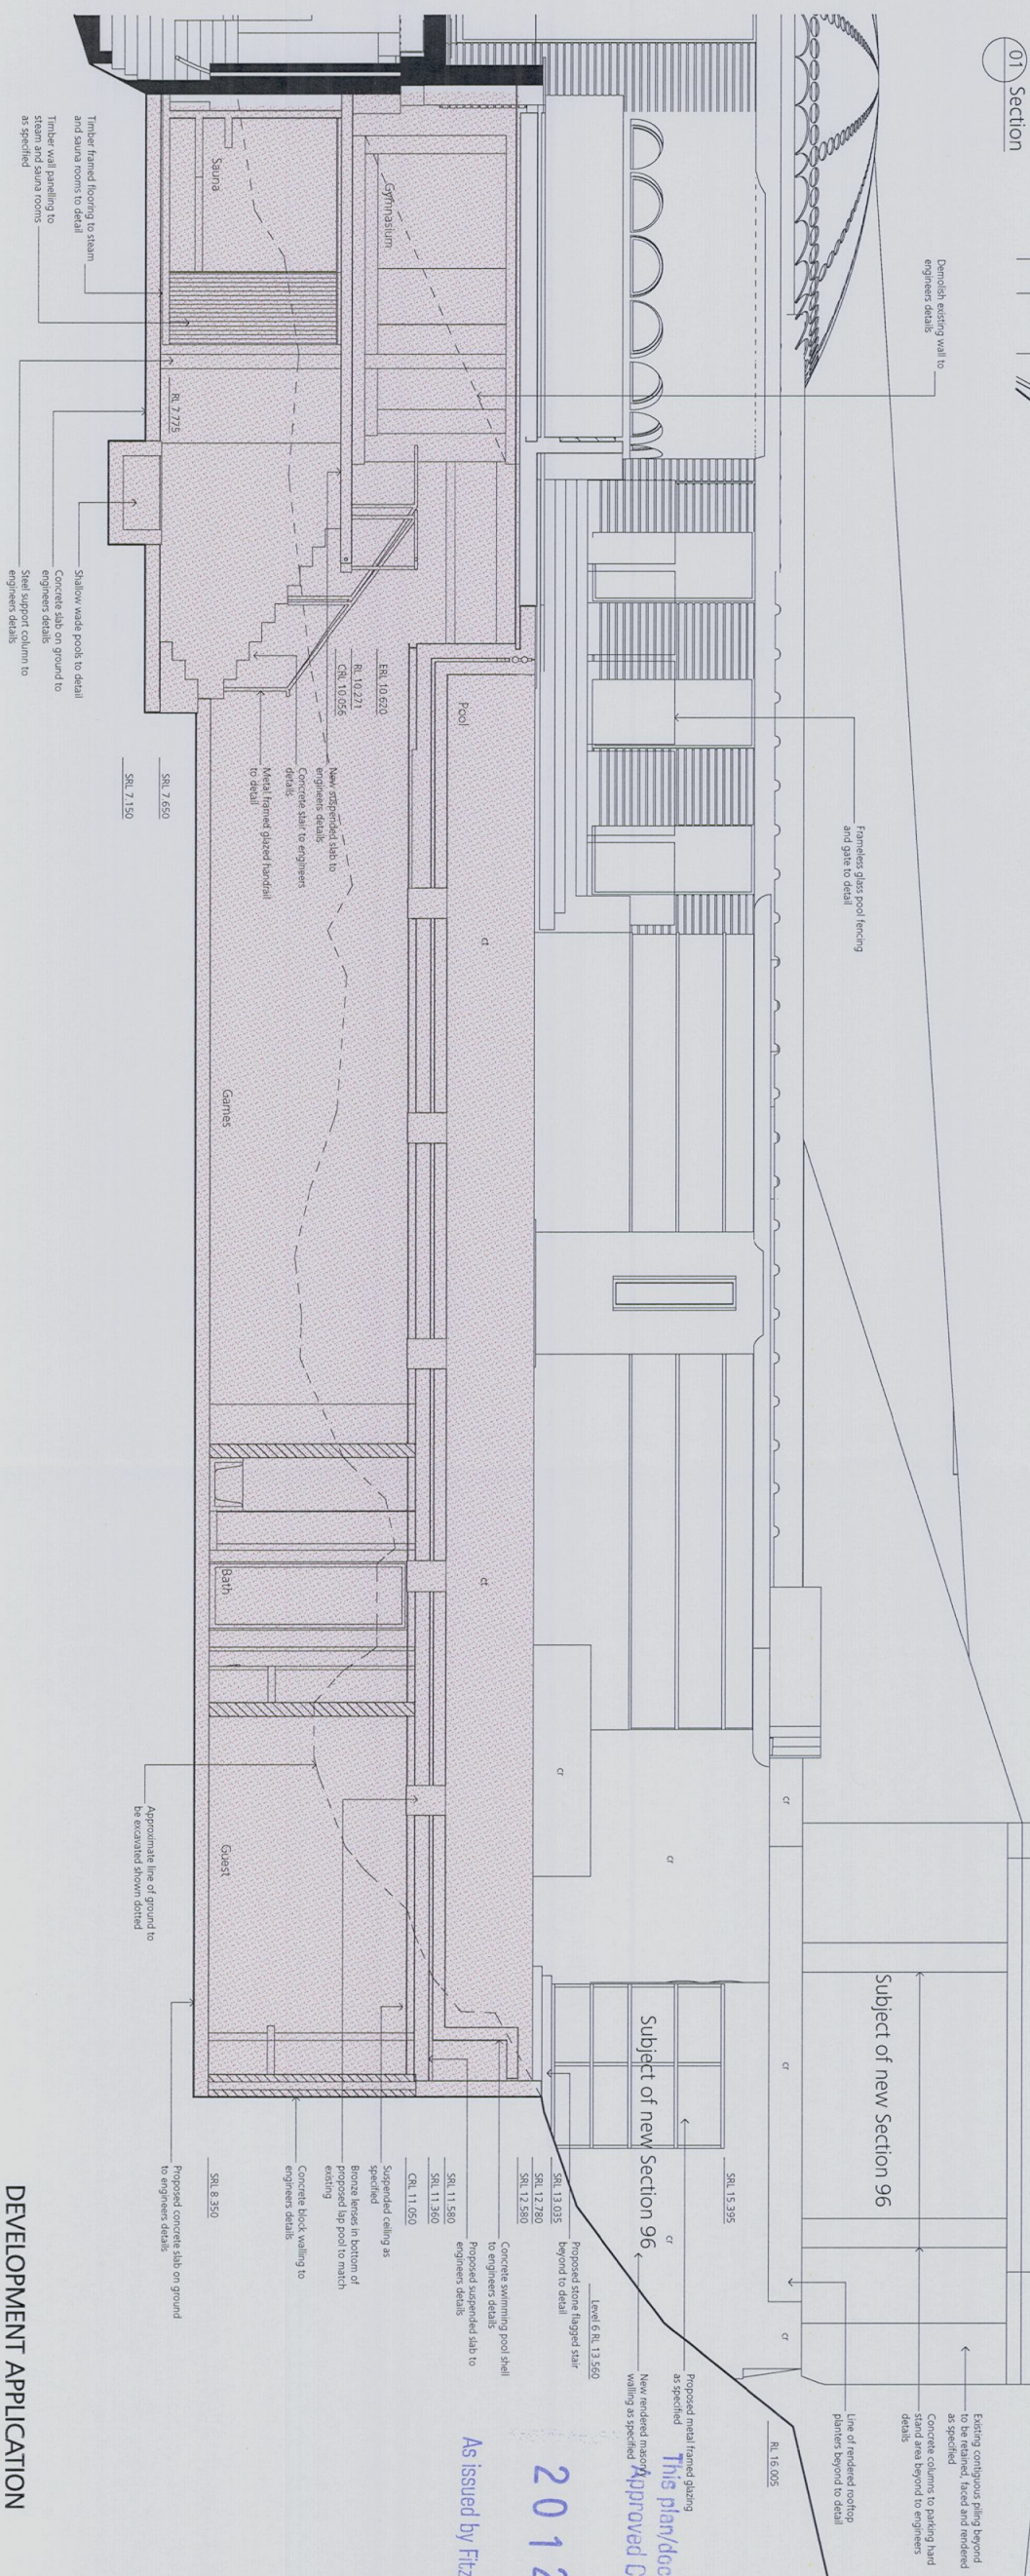 01
Section
Demolish existing wall to
engineers details
Frameless glass pool fencing
and gate to detail
Subject of new Section 96
Existing contiguous piling beyond
to be retained, faced and rendered
as specified
Concrete columns to parking hard
stand area beyond to engineers
details
Line of rendered rooftop
planters beyond to detail
cr
cr
cr
RL 16.005
SRL 15.395
cr
cr
cr
Subject of new Section 96
Proposed metal framed glazing
as specified
New rendered masonry
walling as specified
Level 6 RL 13.560
Proposed stone flagged stair
beyond to detail
SRL 13.035
SRL 12.780
SRL 12.580
Concrete swimming pool shell
to engineers details
SRL 11.580
SRL 11.360
Proposed suspended slab to
engineers details
CRL 11.050
Suspended ceiling as
specified
Bronze lenses in bottom of
proposed lap pool to match
existing
Concrete block walling to
engineers details
SRL 8.350
Proposed concrete slab on ground
to engineers details
Gymnasium
Sauna
Pool
ct
ct
ERL 10.620
RL 10.271
CRL 10.056
New suspended slab to
engineers details
Concrete stair to engineers
details
Metal framed glazed handrail
to detail
Games
Bath
Guest
RL 7.775
SRL 7.650
SRL 7.150
Approximate line of ground to
be excavated shown dotted
Timber framed flooring to steam
and sauna rooms to detail
Timber wall panelling to
steam and sauna rooms
as specified
Shallow wade pools to detail
Concrete slab on ground to
engineers details
Steel support column to
engineers details
This plan/doc
Approved D
2012
As issued by Fitz
DEVELOPMENT APPLICATION